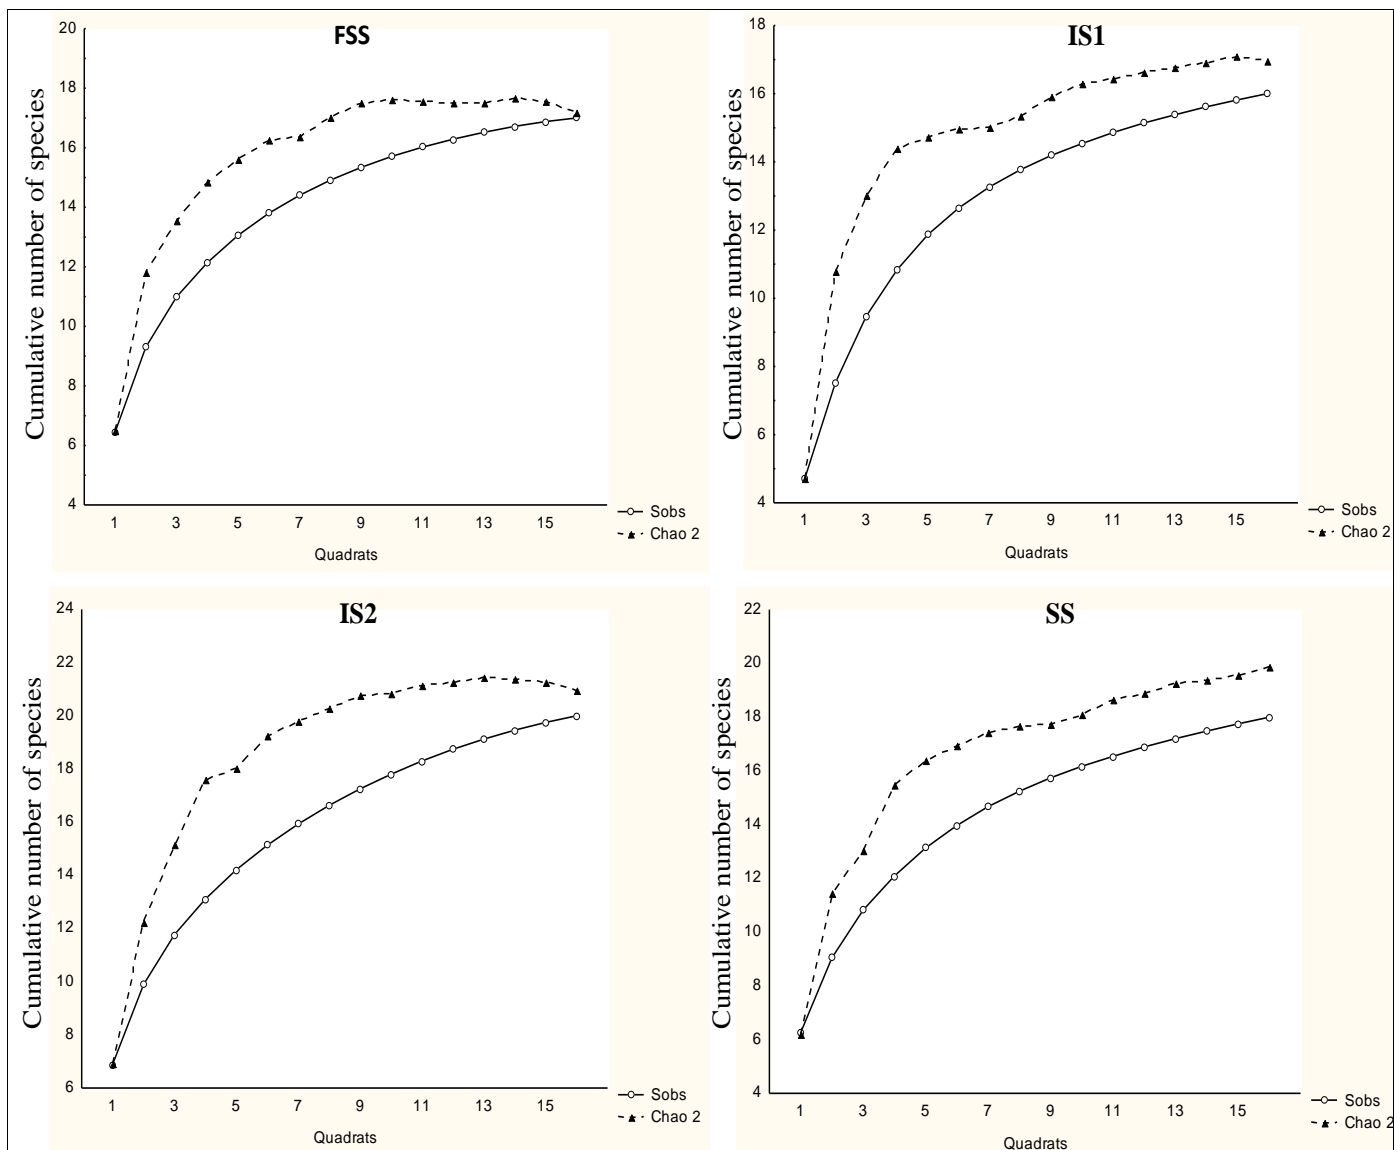 FSS
Cumulative number of species
20
18
16
14
12
10
8
6
4
1 3 5 7 9 11 13 15
Quadrats
Sobs
Chao 2
IS1
Cumulative number of species
18
16
14
12
10
8
6
4
1 3 5 7 9 11 13 15
Quadrats
Sobs
Chao 2
IS2
Cumulative number of species
24
22
20
18
16
14
12
10
8
6
1 3 5 7 9 11 13 15
Quadrats
Sobs
Chao 2
SS
Cumulative number of species
22
20
18
16
14
12
10
8
6
4
1 3 5 7 9 11 13 15
Quadrats
Sobs
Chao 2